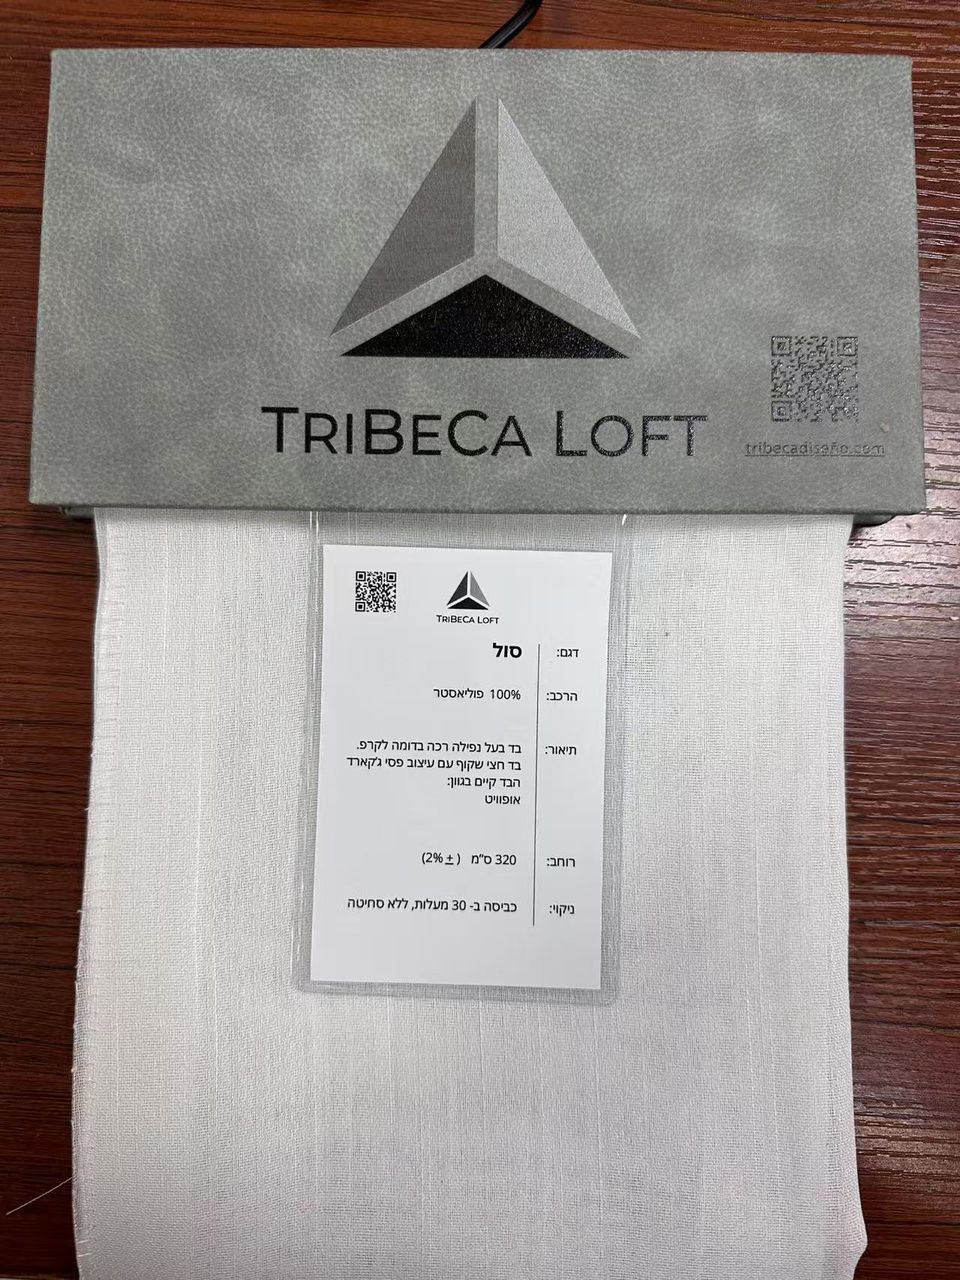 TRIBECA LOFT
tribecadiseño.com
TRIBECA LOFT
דגם: סול
הרכב: 100% פוליאסטר
תיאור: בד בעל נפילה רכה בדומה לקרפ.
בד חצי שקוף עם עיצוב פסי ג'קארד
הבד קיים בגוון:
אופוויט
רוחב: 320 ס"מ (± 2%)
ניקוי: כביסה ב- 30 מעלות, ללא סחיטה